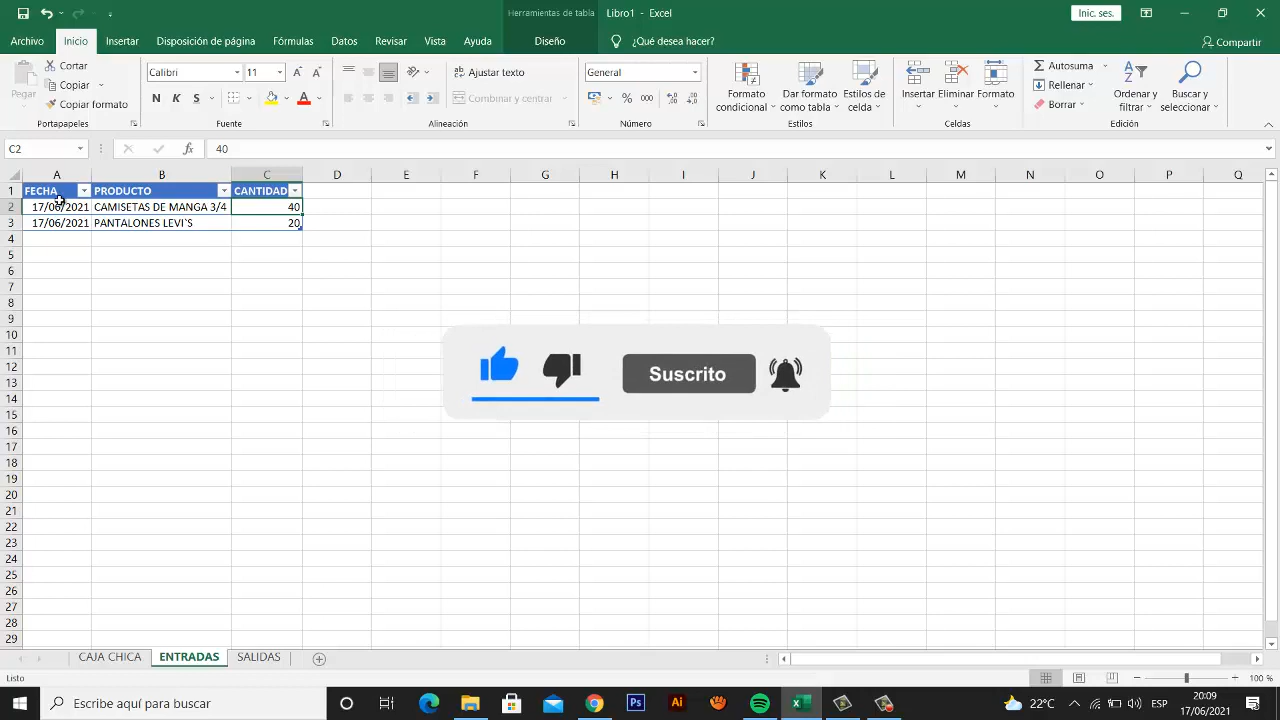 Herramientas de tabla
Libro1 - Excel
Inic. ses.
Archivo
Inicio
Insertar
Disposición de página
Fórmulas
Datos
Revisar
Vista
Ayuda
Diseño
¿Qué desea hacer?
Compartir
Pegar
Cortar
Copiar
Copiar formato
Portapapeles
Calibri
11
N K S
Fuente
Ajustar texto
Combinar y centrar
Alineación
General
% 000
Número
Formato condicional
Dar formato como tabla
Estilos de celda
Estilos
Insertar
Eliminar
Formato
Celdas
Autosuma
Rellenar
Borrar
Ordenar y filtrar
Buscar y seleccionar
Edición
C2
fx
40
A B C D E F G H I J K L M N O P Q
1 FECHA PRODUCTO CANTIDAD
2 17/06/2021 CAMISETAS DE MANGA 3/4 40
3 17/06/2021 PANTALONES LEVI`S 20
4
5
6
7
8
9
10
11
12
13
14
15
16
17
18
19
20
21
22
23
24
25
26
27
28
29
Suscrito
CAJA CHICA
ENTRADAS
SALIDAS
Listo
100 %
Escribe aquí para buscar
Ps
Ai
22°C
ESP
20:09
17/06/2021